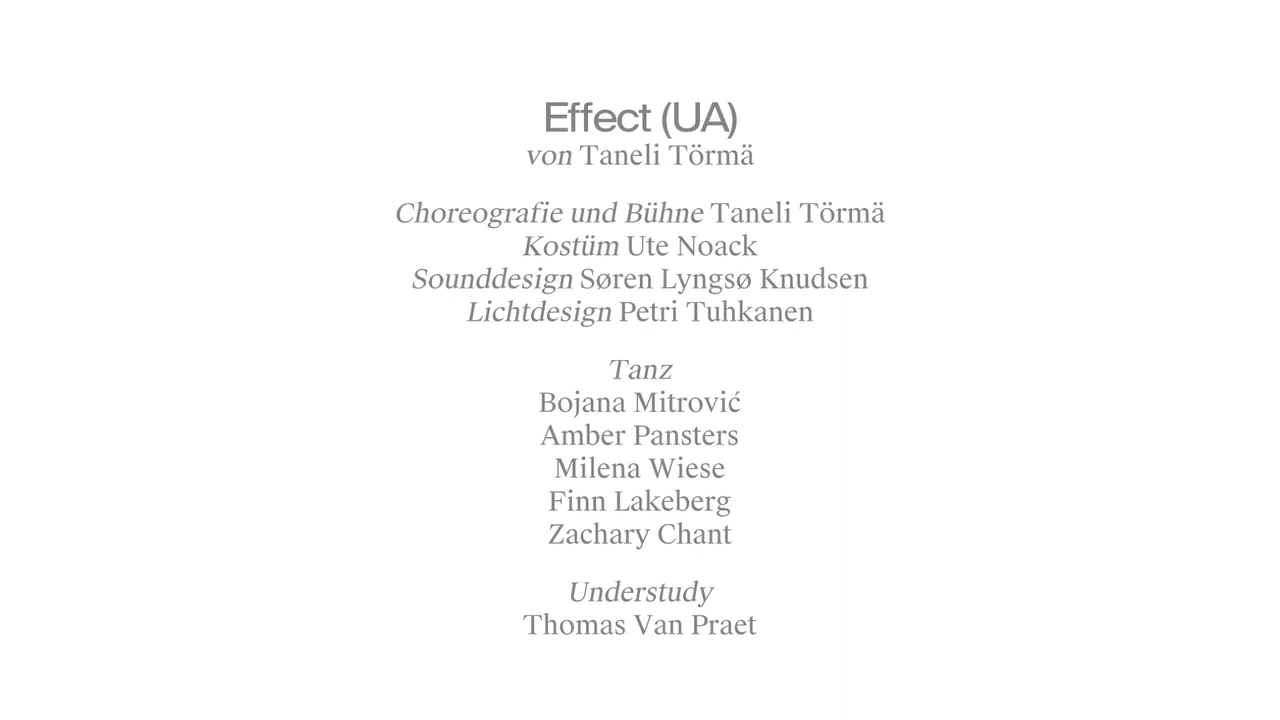 Effect (UA)
von Taneli Törmä
Choreografie und Bühne Taneli Törmä
Kostüm Ute Noack
Sounddesign Søren Lyngsø Knudsen
Lichtdesign Petri Tuhkanen
Tanz
Bojana Mitrović
Amber Pansters
Milena Wiese
Finn Lakeberg
Zachary Chant
Understudy
Thomas Van Praet